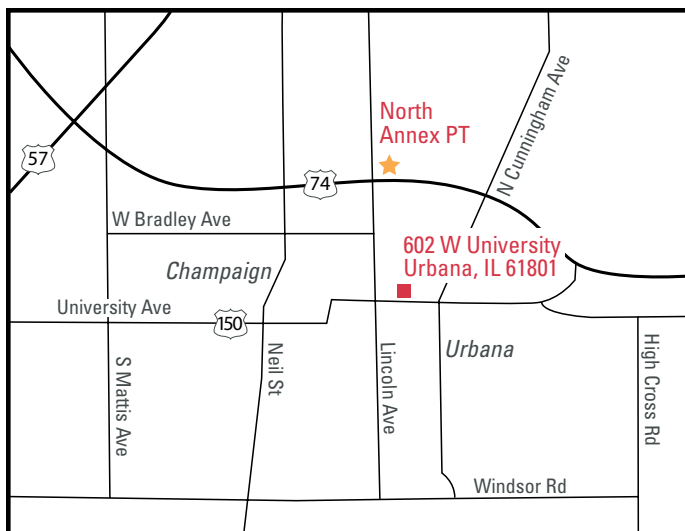 North
Annex PT
N Cunningham Ave
57
74
W Bradley Ave
602 W University
Urbana, IL 61801
Champaign
University Ave
150
Urbana
S Mattis Ave
Neil St
Lincoln Ave
High Cross Rd
Windsor Rd